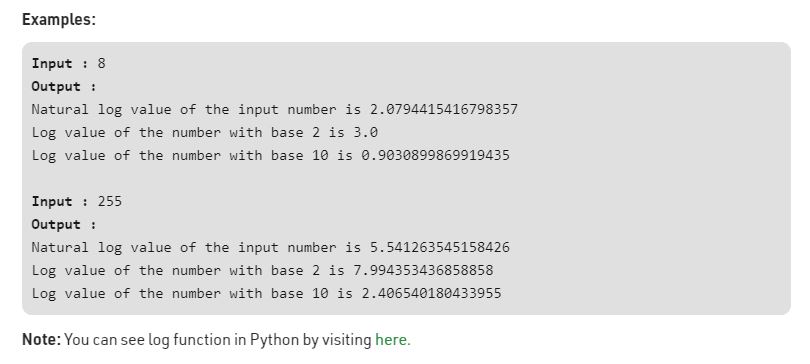 Examples:
Input : 8
Output :
Natural log value of the input number is 2.0794415416798357
Log value of the number with base 2 is 3.0
Log value of the number with base 10 is 0.9030899869919435
Input : 255
Output :
Natural log value of the input number is 5.541263545158426
Log value of the number with base 2 is 7.994353436858858
Log value of the number with base 10 is 2.406540180433955
Note: You can see log function in Python by visiting here.